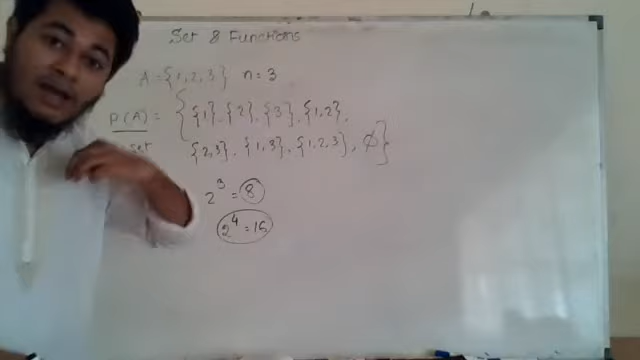 Set & Functions
A = {1, 2, 3} n = 3
P(A) = { {1}, {2}, {3}, {1, 2},
set {2, 3}, {1, 3}, {1, 2, 3}, ∅}
2³ = 8
2⁴ = 16